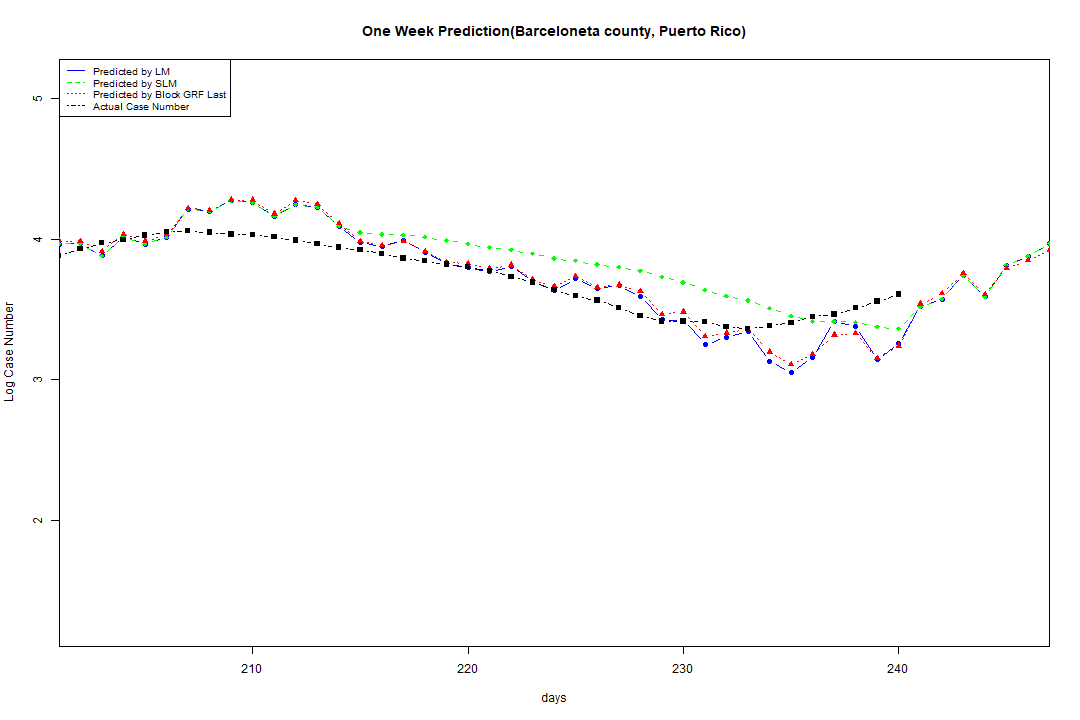 One Week Prediction(Barceloneta county, Puerto Rico)
Predicted by LM
Predicted by SLM
Predicted by Block GRF Last
Actual Case Number
5
4
3
2
Log Case Number
210 220 230 240
days